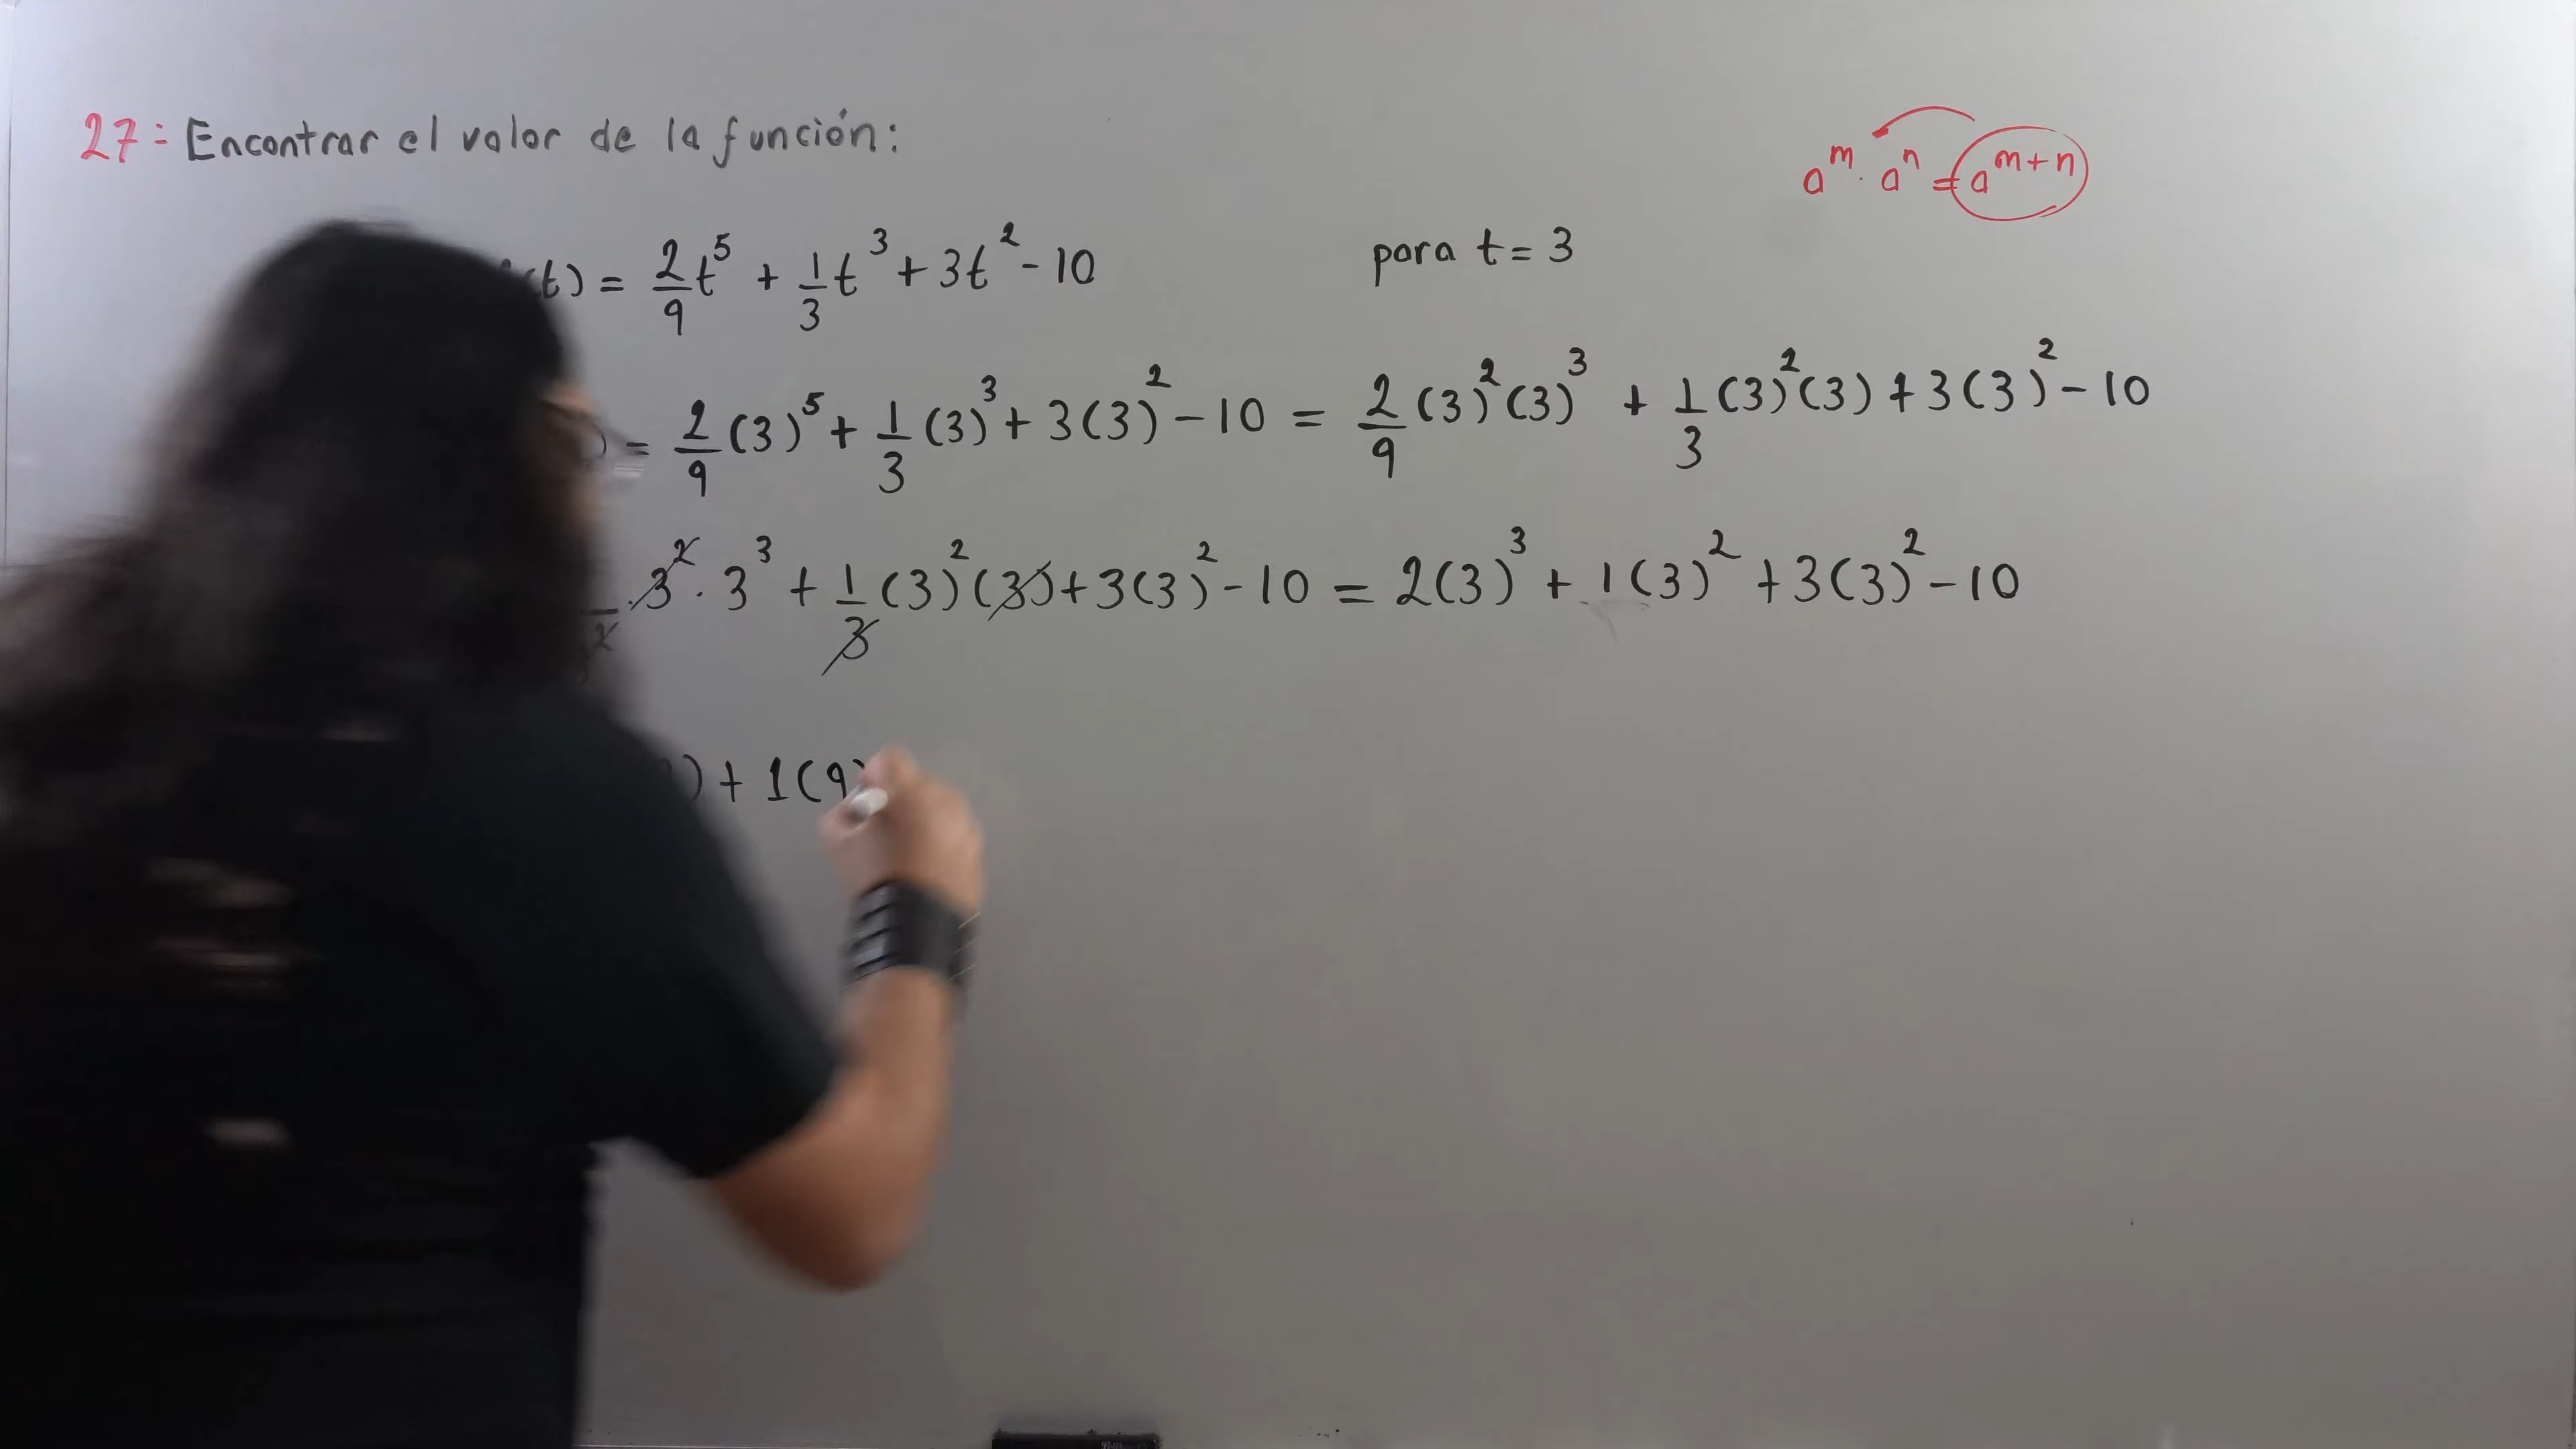 27= Encontrar el valor de la función:
a^m · a^n = a^(m+n)
(t) = 2/9 t^5 + 1/3 t^3 + 3t^2 - 10 para t = 3
) = 2/9 (3)^5 + 1/3 (3)^3 + 3(3)^2 - 10 = 2/9 (3)^2 (3)^3 + 1/3 (3)^2 (3) + 3(3)^2 - 10
3^2 · 3^3 + 1/3 (3)^2 (3) + 3(3)^2 - 10 = 2(3)^3 + 1(3)^2 + 3(3)^2 - 10
) + 1(9)